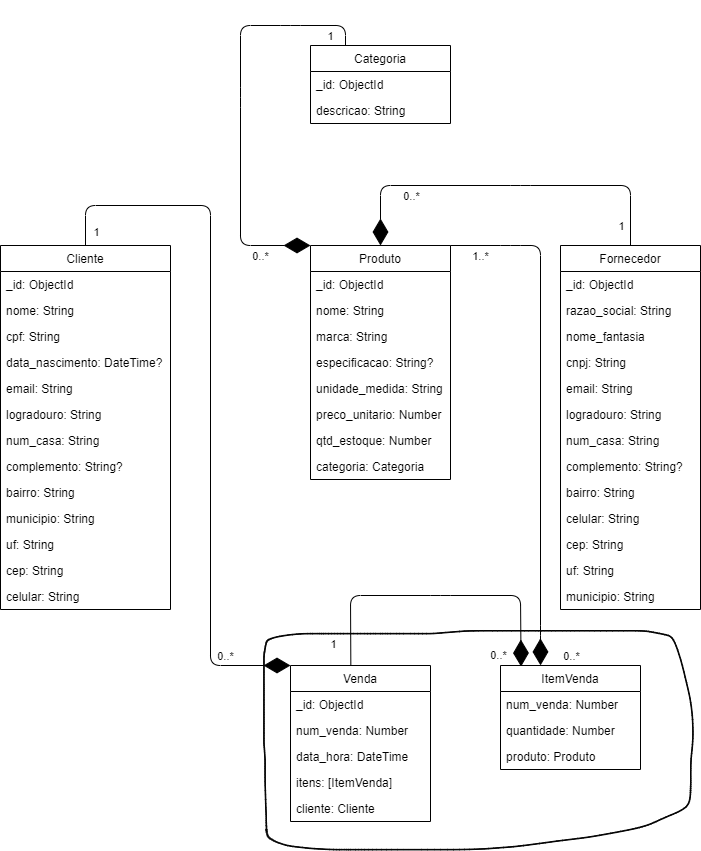 1
Categoria
_id: ObjectId
descricao: String
0..*
1
1
0..*
1..*
Cliente
_id: ObjectId
nome: String
cpf: String
data_nascimento: DateTime?
email: String
logradouro: String
num_casa: String
complemento: String?
bairro: String
municipio: String
uf: String
cep: String
celular: String
Produto
_id: ObjectId
nome: String
marca: String
especificacao: String?
unidade_medida: String
preco_unitario: Number
qtd_estoque: Number
categoria: Categoria
Fornecedor
_id: ObjectId
razao_social: String
nome_fantasia
cnpj: String
email: String
logradouro: String
num_casa: String
complemento: String?
bairro: String
celular: String
cep: String
uf: String
municipio: String
1
0..*
0..*
0..*
Venda
_id: ObjectId
num_venda: Number
data_hora: DateTime
itens: [ItemVenda]
cliente: Cliente
ItemVenda
num_venda: Number
quantidade: Number
produto: Produto